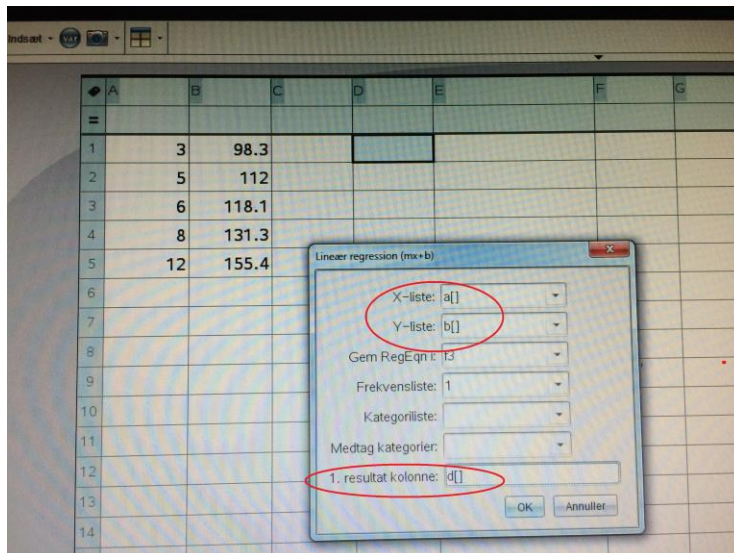 Indsæt
A B C D E F G
=
1 3 98.3
2 5 112
3 6 118.1
4 8 131.3
5 12 155.4
6
7
8
9
10
11
12
13
14
Lineær regression (mx+b)
X-liste: a[]
Y-liste: b[]
Gem RegEqn i: f3
Frekvensliste: 1
Kategoriliste:
Medtag kategorier:
1. resultat kolonne: d[]
OK Annuller